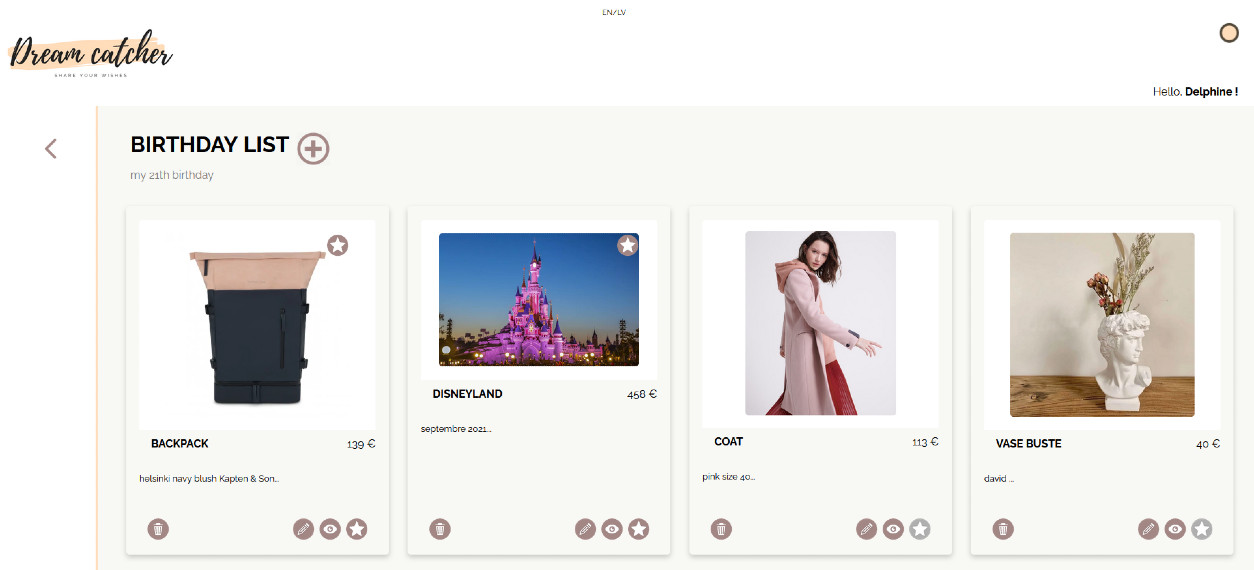 EN/LV
Dream catcher
SHARE YOUR WISHES
Hello. Delphine !
BIRTHDAY LIST
my 21th birthday
BACKPACK 139 €
helsinki navy blush Kapten & Son...
DISNEYLAND 458 €
septembre 2021...
COAT 113 €
pink size 40...
VASE BUSTE 40 €
david ...